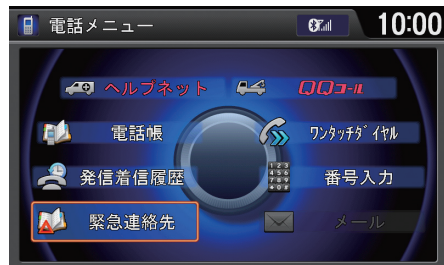 電話メニュー 10:00
ヘルプネット QQコール
電話帳 ワンタッチダイヤル
発信着信履歴 番号入力
緊急連絡先 メール